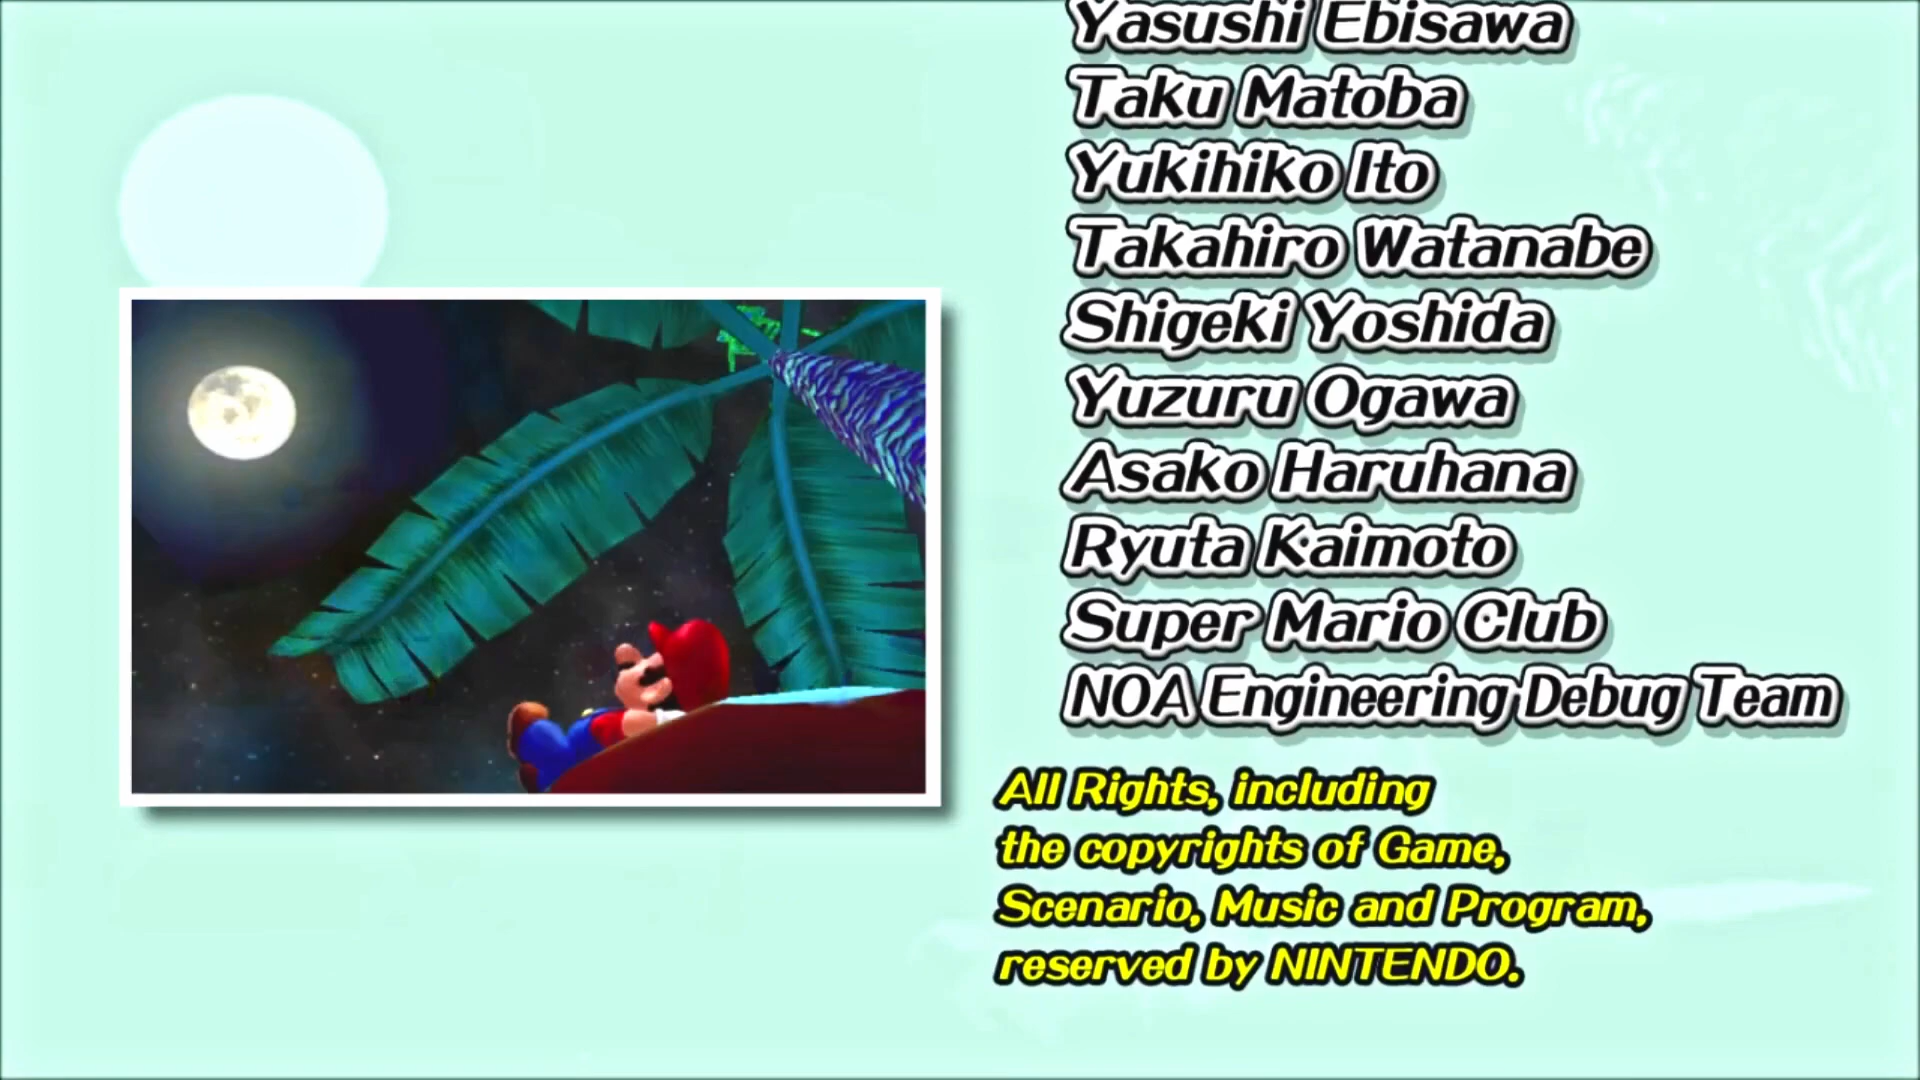 Yasushi Ebisawa
Taku Matoba
Yukihiko Ito
Takahiro Watanabe
Shigeki Yoshida
Yuzuru Ogawa
Asako Haruhana
Ryuta Kaimoto
Super Mario Club
NOA Engineering Debug Team
All Rights, including
the copyrights of Game,
Scenario, Music and Program,
reserved by NINTENDO.